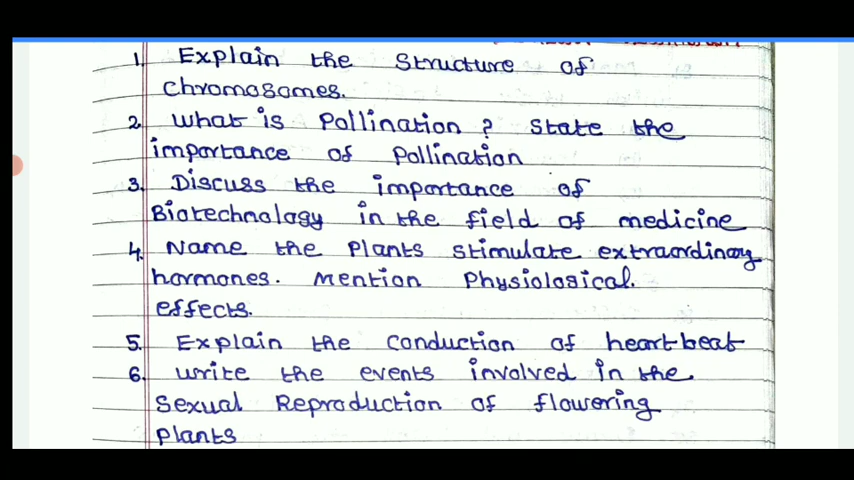 1. Explain the Structure of
chromosomes.
2. What is Pollination? State the
importance of Pollination
3. Discuss the importance of
Biotechnology in the field of medicine
4. Name the Plants stimulate extraordinary
hormones. Mention Physiological.
effects.
5. Explain the Conduction of heartbeat
6. Write the events involved in the
Sexual Reproduction of flowering
Plants